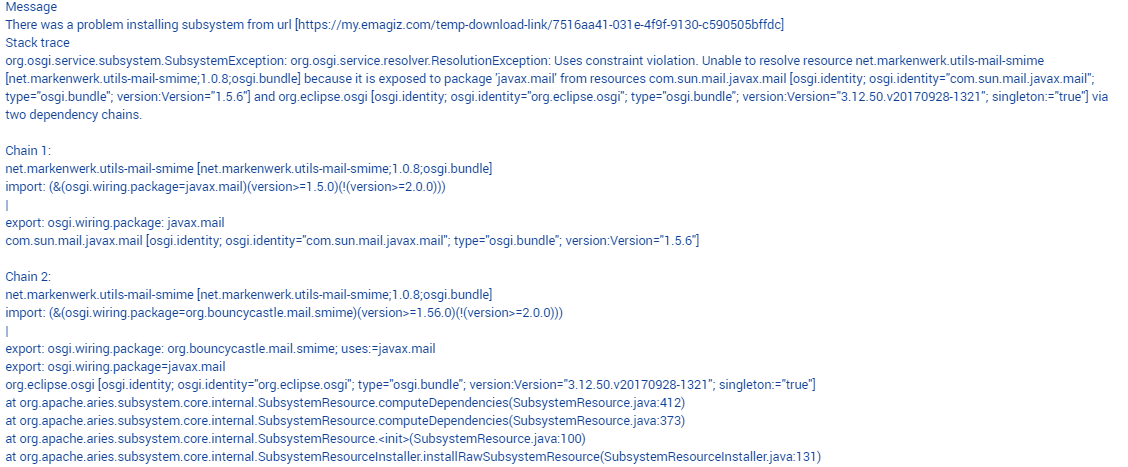 Message
There was a problem installing subsystem from url [https://my.emagiz.com/temp-download-link/7516aa41-031e-4f9f-9130-c590505bffdc]
Stack trace
org.osgi.service.subsystem.SubsystemException: org.osgi.service.resolver.ResolutionException: Uses constraint violation. Unable to resolve resource net.markenwerk.utils-mail-smime
[net.markenwerk.utils-mail-smime;1.0.8;osgi.bundle] because it is exposed to package 'javax.mail' from resources com.sun.mail.javax.mail [osgi.identity; osgi.identity="com.sun.mail.javax.mail";
type="osgi.bundle"; version:Version="1.5.6"] and org.eclipse.osgi [osgi.identity; osgi.identity="org.eclipse.osgi"; type="osgi.bundle"; version:Version="3.12.50.v20170928-1321"; singleton:="true"] via
two dependency chains.
Chain 1:
net.markenwerk.utils-mail-smime [net.markenwerk.utils-mail-smime;1.0.8;osgi.bundle]
import: (&(osgi.wiring.package=javax.mail)(version>=1.5.0)(!(version>=2.0.0)))
|
export: osgi.wiring.package: javax.mail
com.sun.mail.javax.mail [osgi.identity; osgi.identity="com.sun.mail.javax.mail"; type="osgi.bundle"; version:Version="1.5.6"]
Chain 2:
net.markenwerk.utils-mail-smime [net.markenwerk.utils-mail-smime;1.0.8;osgi.bundle]
import: (&(osgi.wiring.package=org.bouncycastle.mail.smime)(version>=1.56.0)(!(version>=2.0.0)))
|
export: osgi.wiring.package: org.bouncycastle.mail.smime; uses:=javax.mail
export: osgi.wiring.package=javax.mail
org.eclipse.osgi [osgi.identity; osgi.identity="org.eclipse.osgi"; type="osgi.bundle"; version:Version="3.12.50.v20170928-1321"; singleton:="true"]
at org.apache.aries.subsystem.core.internal.SubsystemResource.computeDependencies(SubsystemResource.java:412)
at org.apache.aries.subsystem.core.internal.SubsystemResource.computeDependencies(SubsystemResource.java:373)
at org.apache.aries.subsystem.core.internal.SubsystemResource.<init>(SubsystemResource.java:100)
at org.apache.aries.subsystem.core.internal.SubsystemResourceInstaller.installRawSubsystemResource(SubsystemResourceInstaller.java:131)